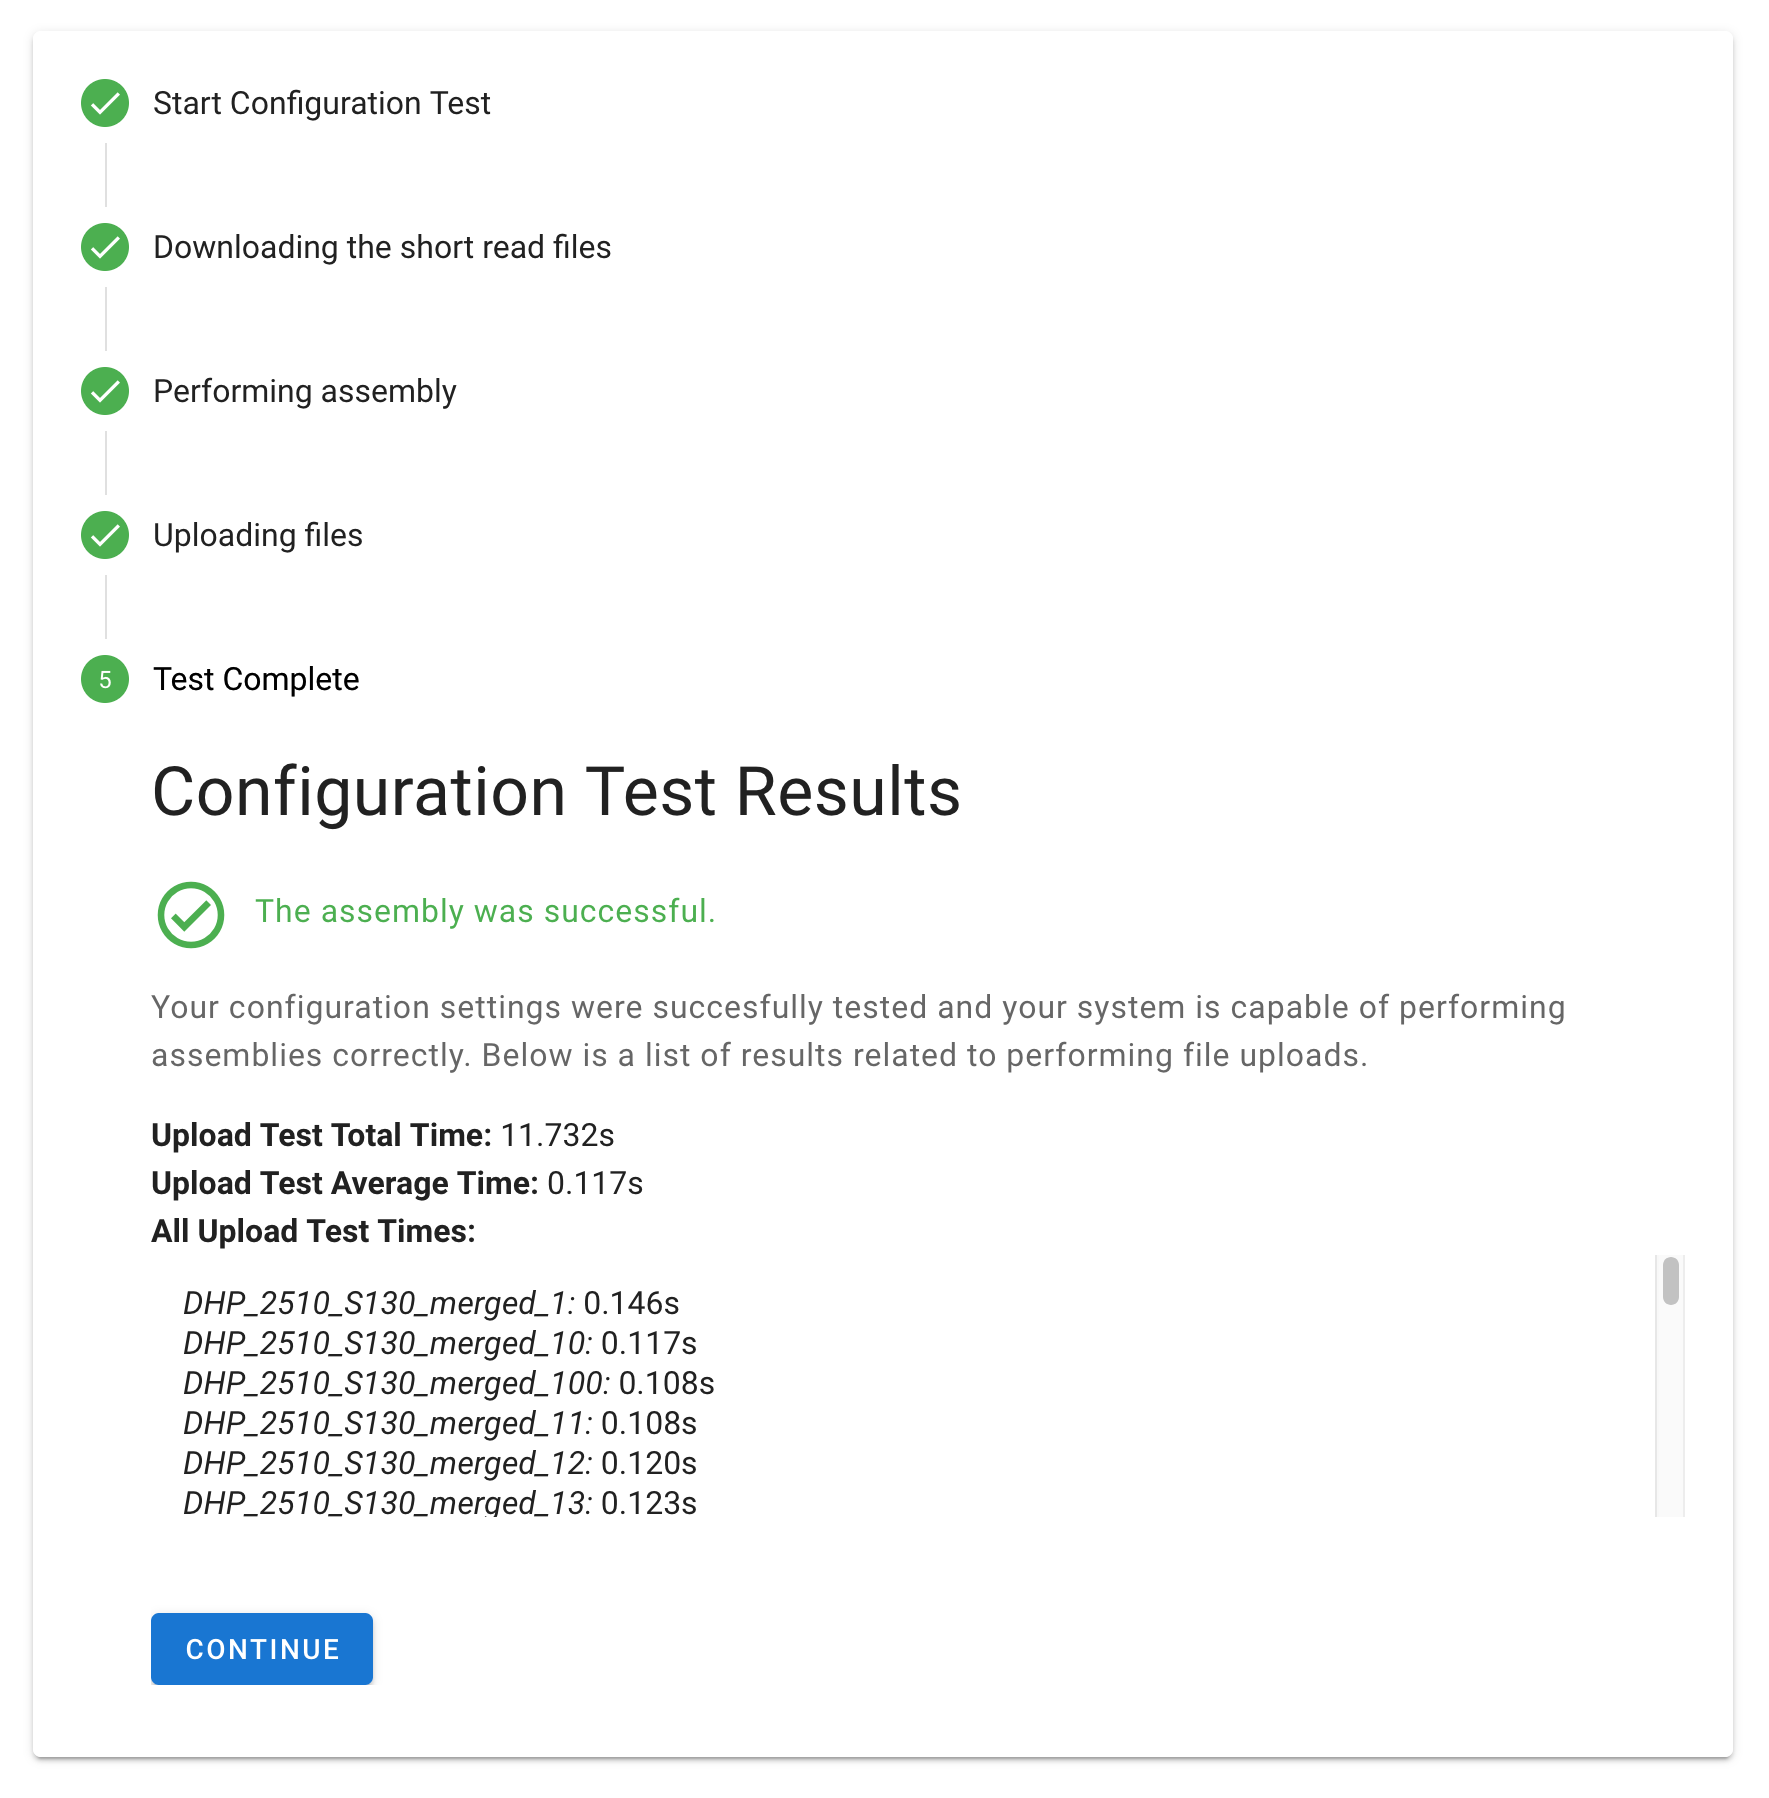 Start Configuration Test
Downloading the short read files
Performing assembly
Uploading files
5 Test Complete
Configuration Test Results
The assembly was successful.
Your configuration settings were succesfully tested and your system is capable of performing
assemblies correctly. Below is a list of results related to performing file uploads.
Upload Test Total Time: 11.732s
Upload Test Average Time: 0.117s
All Upload Test Times:
DHP_2510_S130_merged_1: 0.146s
DHP_2510_S130_merged_10: 0.117s
DHP_2510_S130_merged_100: 0.108s
DHP_2510_S130_merged_11: 0.108s
DHP_2510_S130_merged_12: 0.120s
DHP_2510_S130_merged_13: 0.123s
CONTINUE